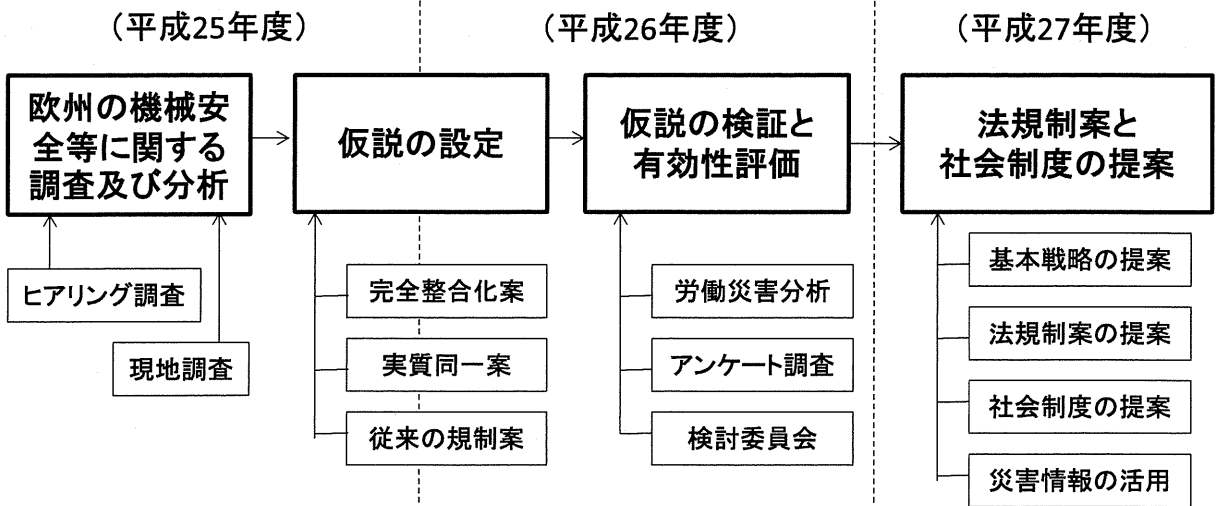 (平成25年度)
(平成26年度)
(平成27年度)
欧州の機械安
全等に関する
調査及び分析
仮説の設定
仮説の検証と
有効性評価
法規制案と
社会制度の提案
ヒアリング調査
現地調査
完全整合化案
実質同一案
従来の規制案
労働災害分析
アンケート調査
検討委員会
基本戦略の提案
法規制案の提案
社会制度の提案
災害情報の活用